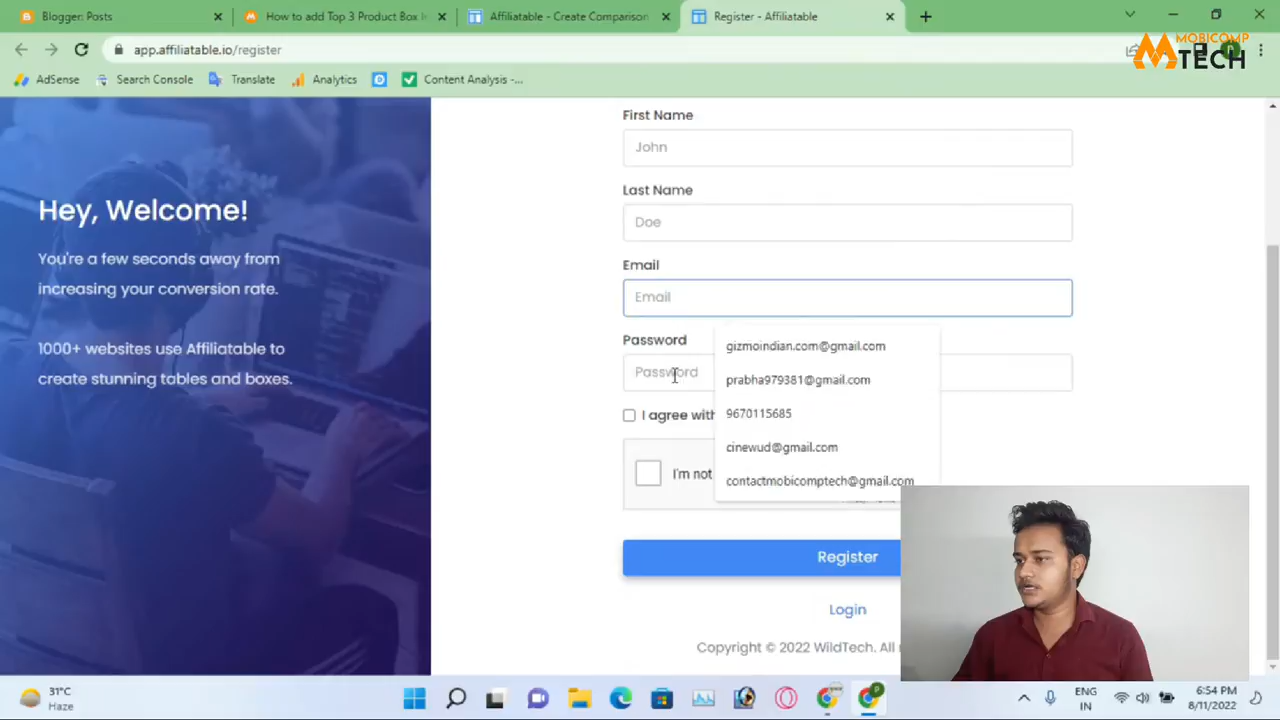 Blogger: Posts
How to add Top 3 Product Box i
Affiliatable - Create Comparison
Register - Affiliatable
app.affiliatable.io/register
MOBICOMP
TECH
AdSense
Search Console
Translate
Analytics
Content Analysis -...
Hey, Welcome!
You're a few seconds away from
increasing your conversion rate.
1000+ websites use Affiliatable to
create stunning tables and boxes.
First Name
John
Last Name
Doe
Email
Email
Password
Password
gizmoindian.com@gmail.com
prabha979381@gmail.com
9670115685
cinewud@gmail.com
contactmobicomptech@gmail.com
I agree with
I'm not
Register
Login
Copyright © 2022 WildTech. All
31°C
Haze
ENG
IN
6:54 PM
8/11/2022